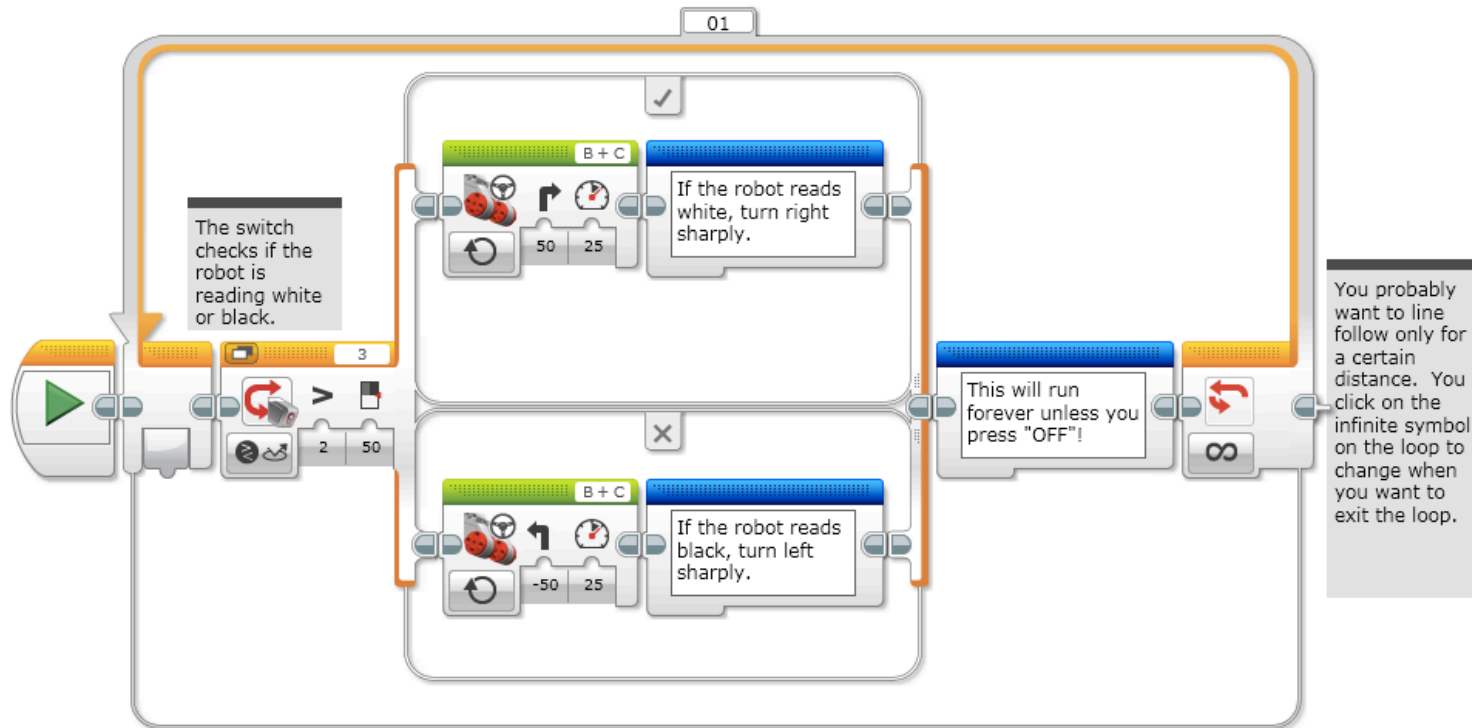 01
The switch
checks if the
robot is
reading white
or black.
3
2 50
B + C
50 25
If the robot reads
white, turn right
sharply.
B + C
-50 25
If the robot reads
black, turn left
sharply.
This will run
forever unless you
press "OFF"!
You probably
want to line
follow only for
a certain
distance. You
click on the
infinite symbol
on the loop to
change when
you want to
exit the loop.